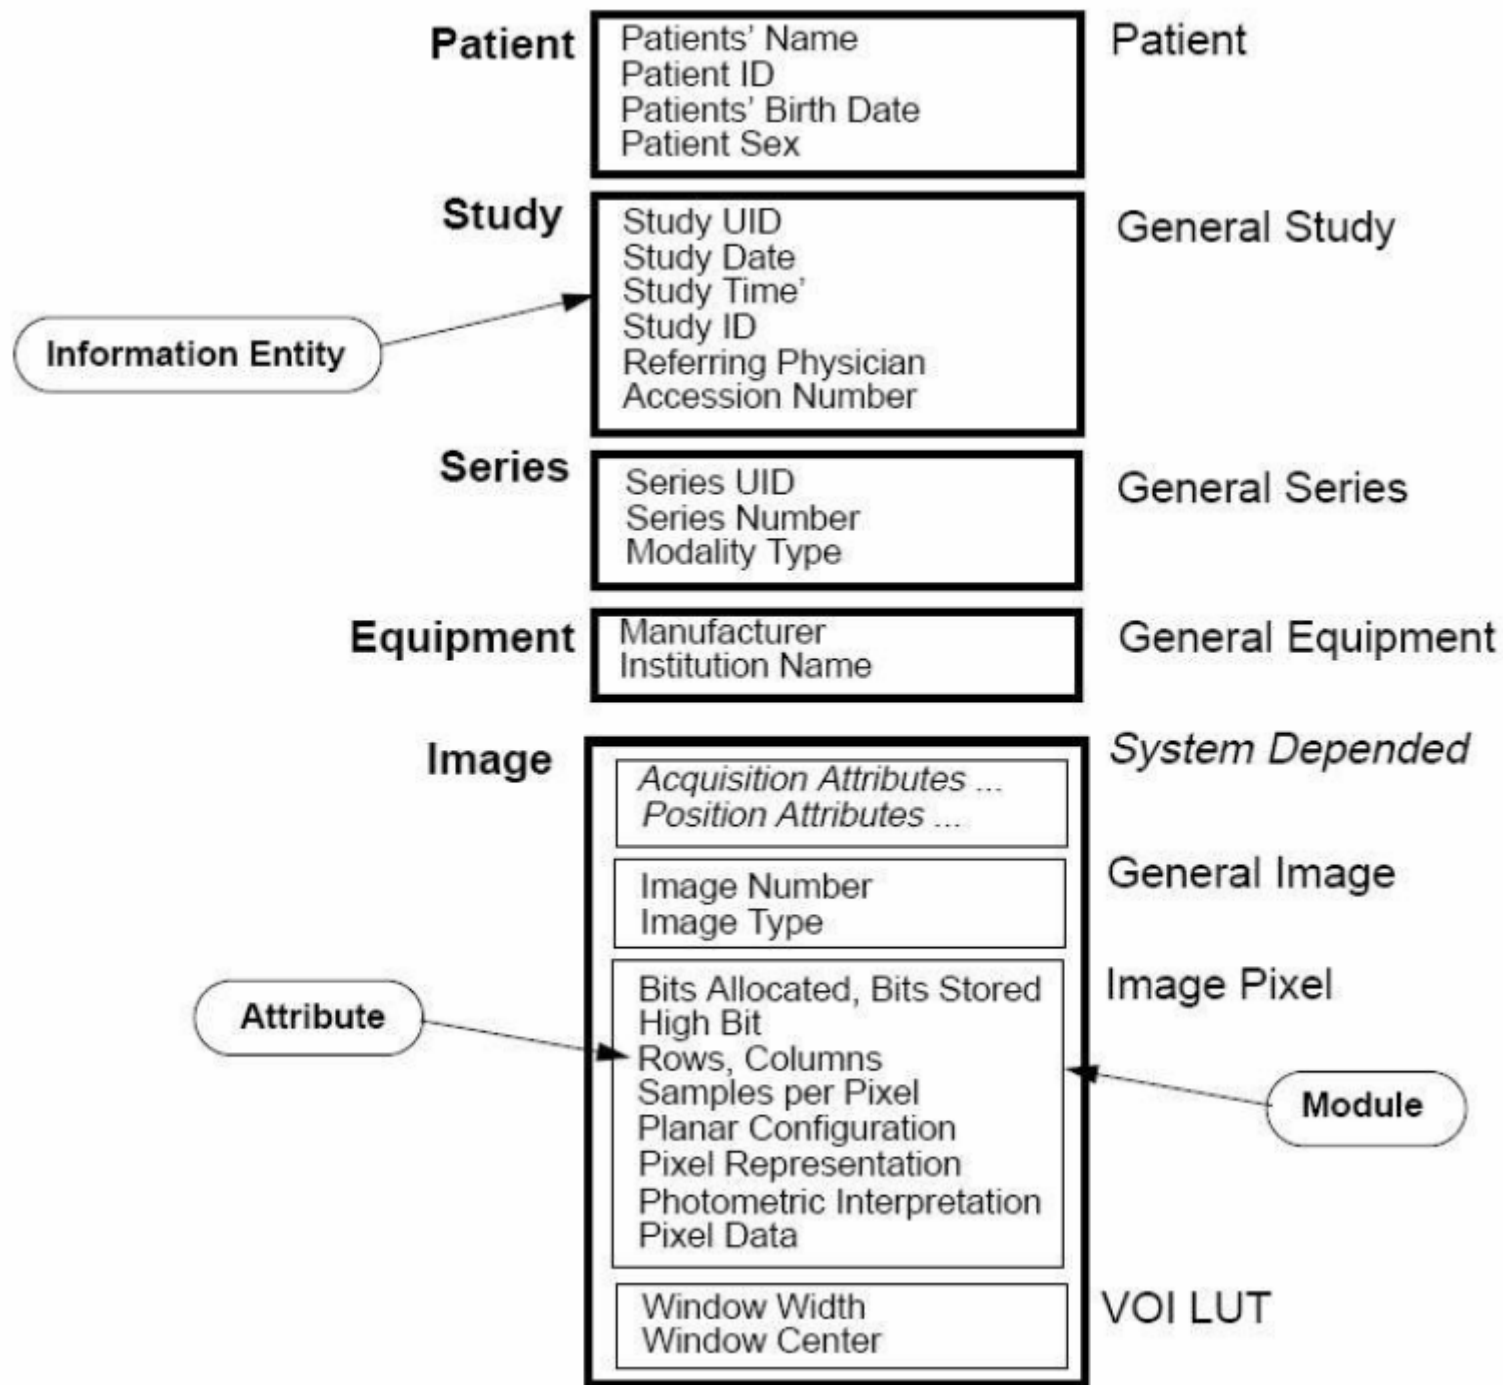 Patient
Patients’ Name
Patient ID
Patients’ Birth Date
Patient Sex
Patient
Study
Study UID
Study Date
Study Time’
Study ID
Referring Physician
Accession Number
General Study
Information Entity
Series
Series UID
Series Number
Modality Type
General Series
Equipment
Manufacturer
Institution Name
General Equipment
Image
Acquisition Attributes ...
Position Attributes ...
System Depended
Image Number
Image Type
General Image
Bits Allocated, Bits Stored
High Bit
Rows, Columns
Samples per Pixel
Planar Configuration
Pixel Representation
Photometric Interpretation
Pixel Data
Image Pixel
Attribute
Module
Window Width
Window Center
VOI LUT